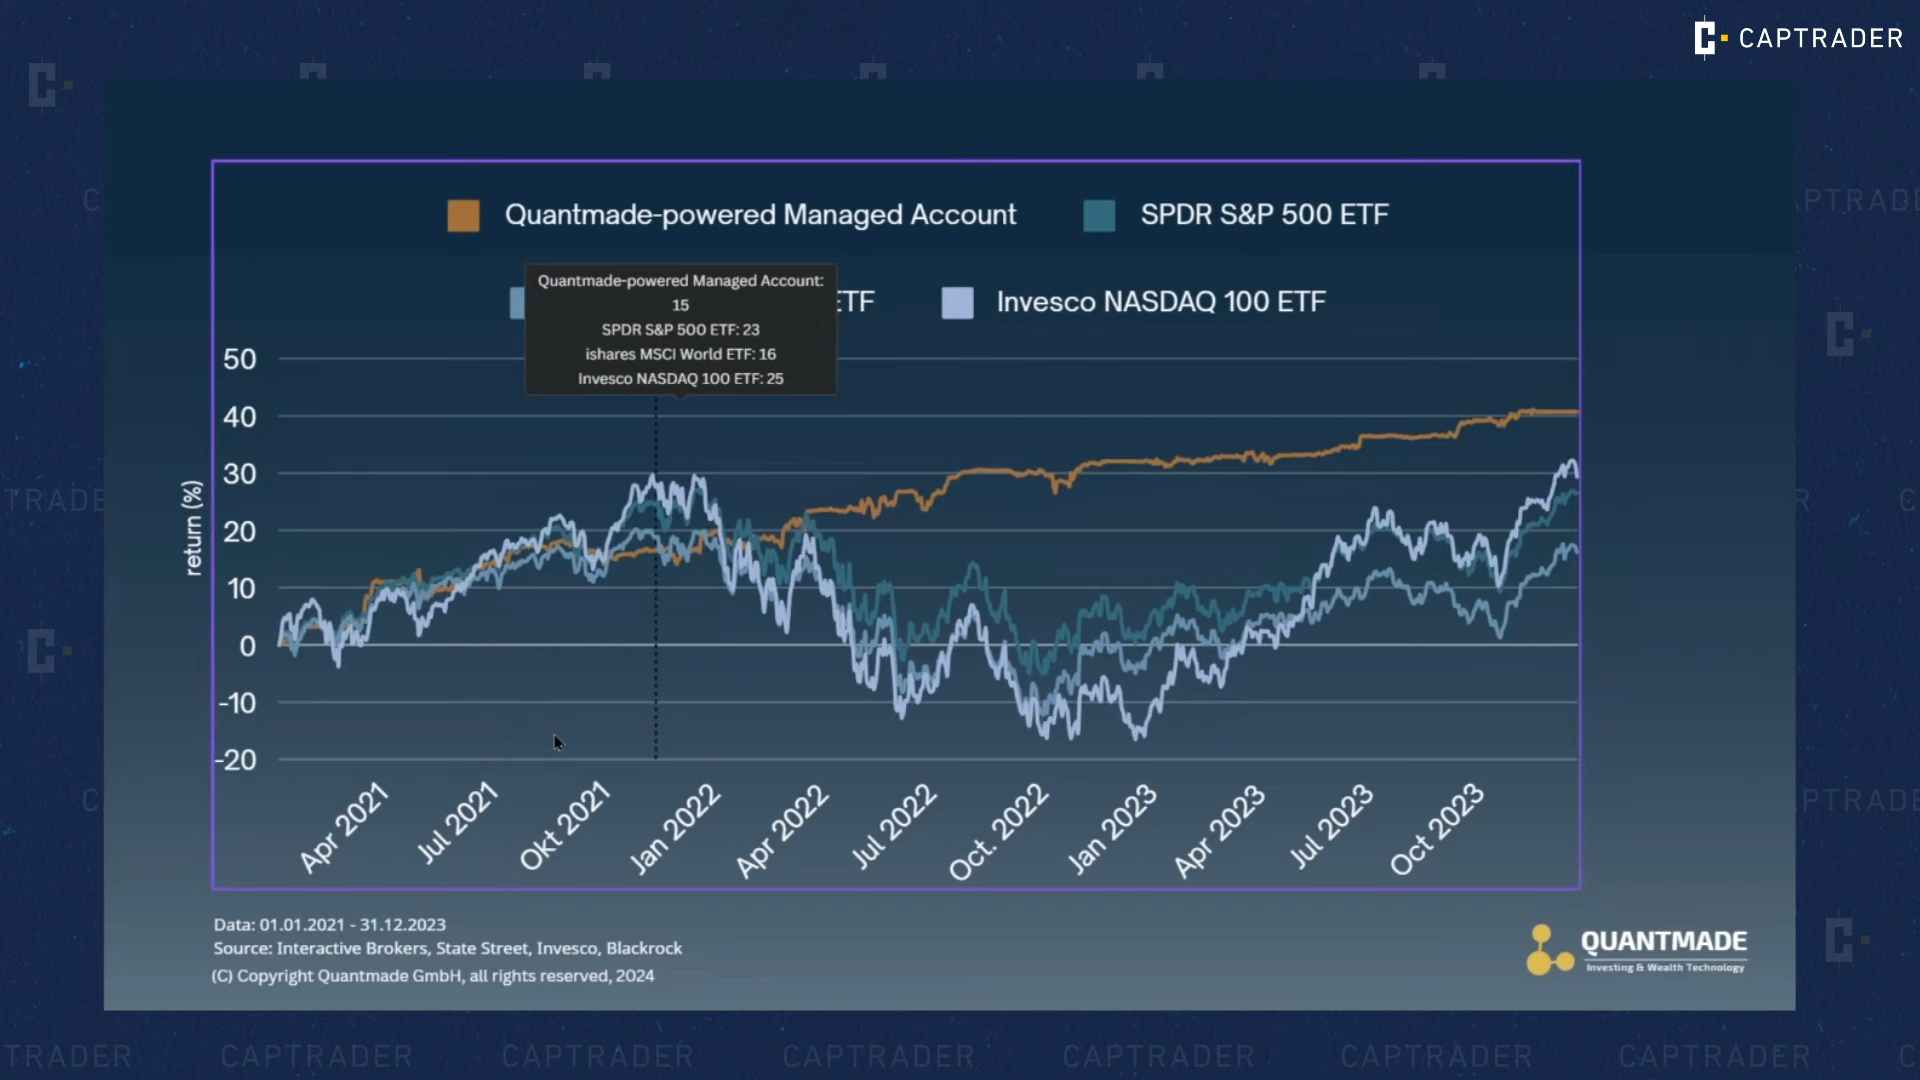 CAPTRADER
Quantmade-powered Managed Account
SPDR S&P 500 ETF
ETF
Invesco NASDAQ 100 ETF
Quantmade-powered Managed Account:
15
SPDR S&P 500 ETF: 23
ishares MSCI World ETF: 16
Invesco NASDAQ 100 ETF: 25
return (%)
50
40
30
20
10
0
-10
-20
Apr 2021
Jul 2021
Okt 2021
Jan 2022
Apr 2022
Jul 2022
Oct. 2022
Jan 2023
Apr 2023
Jul 2023
Oct 2023
Data: 01.01.2021 - 31.12.2023
Source: Interactive Brokers, State Street, Invesco, Blackrock
(C) Copyright Quantmade GmbH, all rights reserved, 2024
QUANTMADE
Investing & Wealth Technology
TRADER CAPTRADER CAPTRADER CAPTRADER CAPTRADER CAPTRADER CAPTRADER C